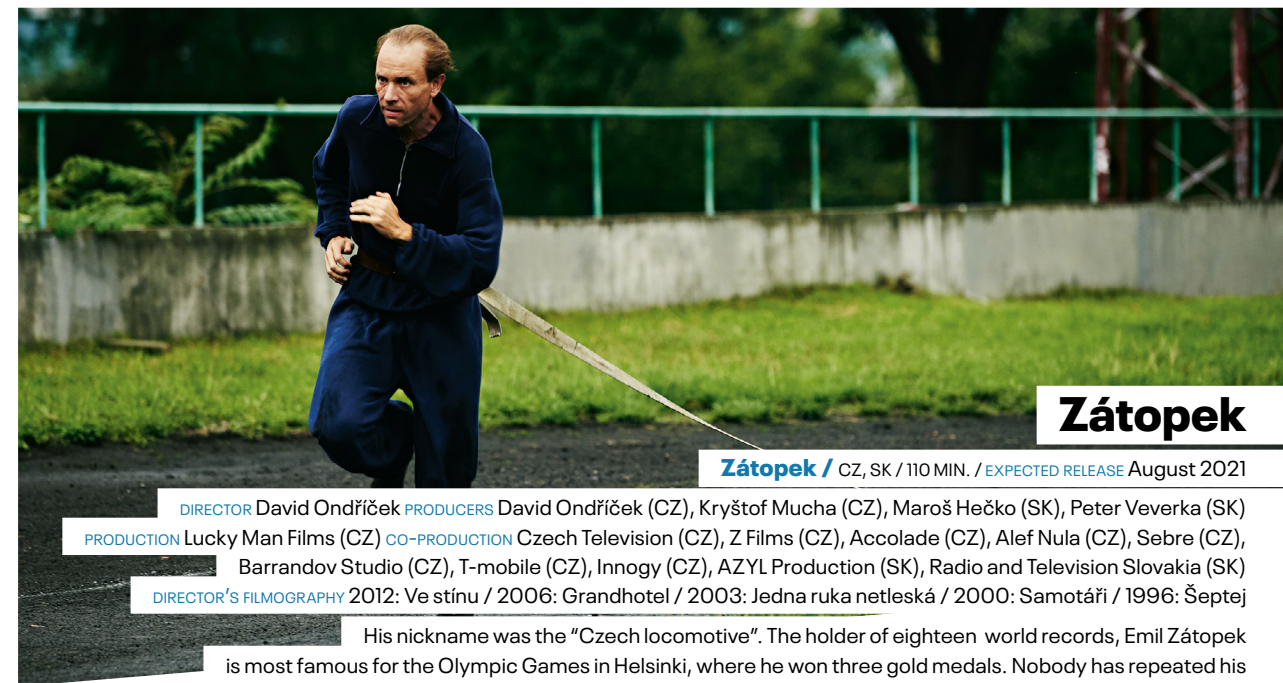 Zátopek
Zátopek / CZ, SK / 110 MIN. / EXPECTED RELEASE August 2021
DIRECTOR David Ondříček PRODUCERS David Ondříček (CZ), Kryštof Mucha (CZ), Maroš Hečko (SK), Peter Veverka (SK)
PRODUCTION Lucky Man Films (CZ) CO-PRODUCTION Czech Television (CZ), Z Films (CZ), Accolade (CZ), Alef Nula (CZ), Sebre (CZ),
Barrandov Studio (CZ), T-mobile (CZ), Innogy (CZ), AZYL Production (SK), Radio and Television Slovakia (SK)
DIRECTOR'S FILMOGRAPHY 2012: Ve stínu / 2006: Grandhotel / 2003: Jedna ruka netleská / 2000: Samotáři / 1996: Šeptej
His nickname was the “Czech locomotive”. The holder of eighteen world records, Emil Zátopek
is most famous for the Olympic Games in Helsinki, where he won three gold medals. Nobody has repeated his